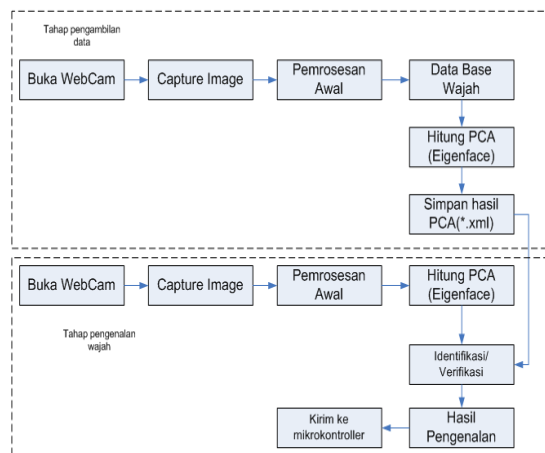 Tahap pengambilan
data
Buka WebCam
Capture Image
Pemrosesan
Awal
Data Base
Wajah
Hitung PCA
(Eigenface)
Simpan hasil
PCA(*.xml)
Buka WebCam
Capture Image
Pemrosesan
Awal
Hitung PCA
(Eigenface)
Tahap pengenalan
wajah
Identifikasi/
Verifikasi
Kirim ke
mikrokontroller
Hasil
Pengenalan